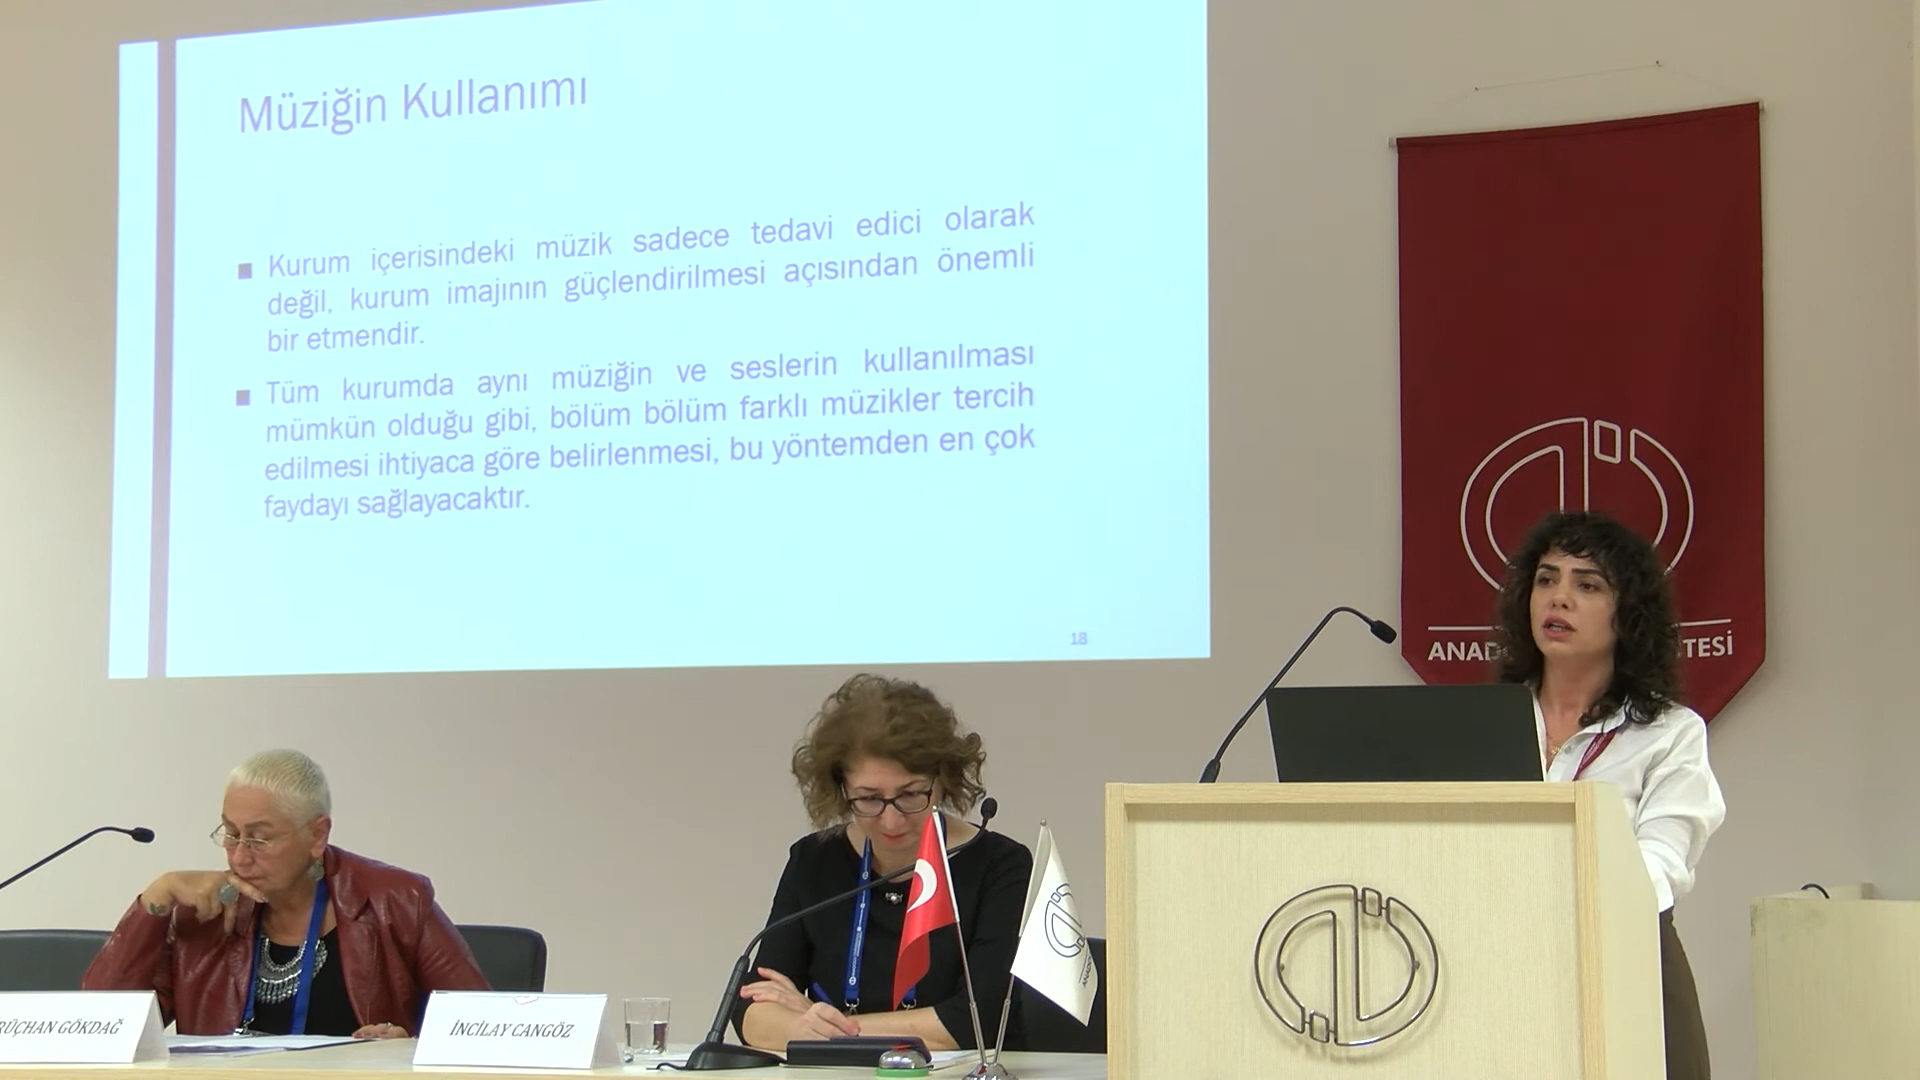 Müziğin Kullanımı
Kurum içerisindeki müzik sadece tedavi edici olarak
değil, kurum imajının güçlendirilmesi açısından önemli
bir etmendir.
Tüm kurumda aynı müziğin ve seslerin kullanılması
mümkün olduğu gibi, bölüm bölüm farklı müzikler tercih
edilmesi ihtiyaca göre belirlenmesi, bu yöntemden en çok
faydayı sağlayacaktır.
18
ANAD
TESİ
RÜÇHAN GÖKDAĞ
İNCİLAY CANGÖZ